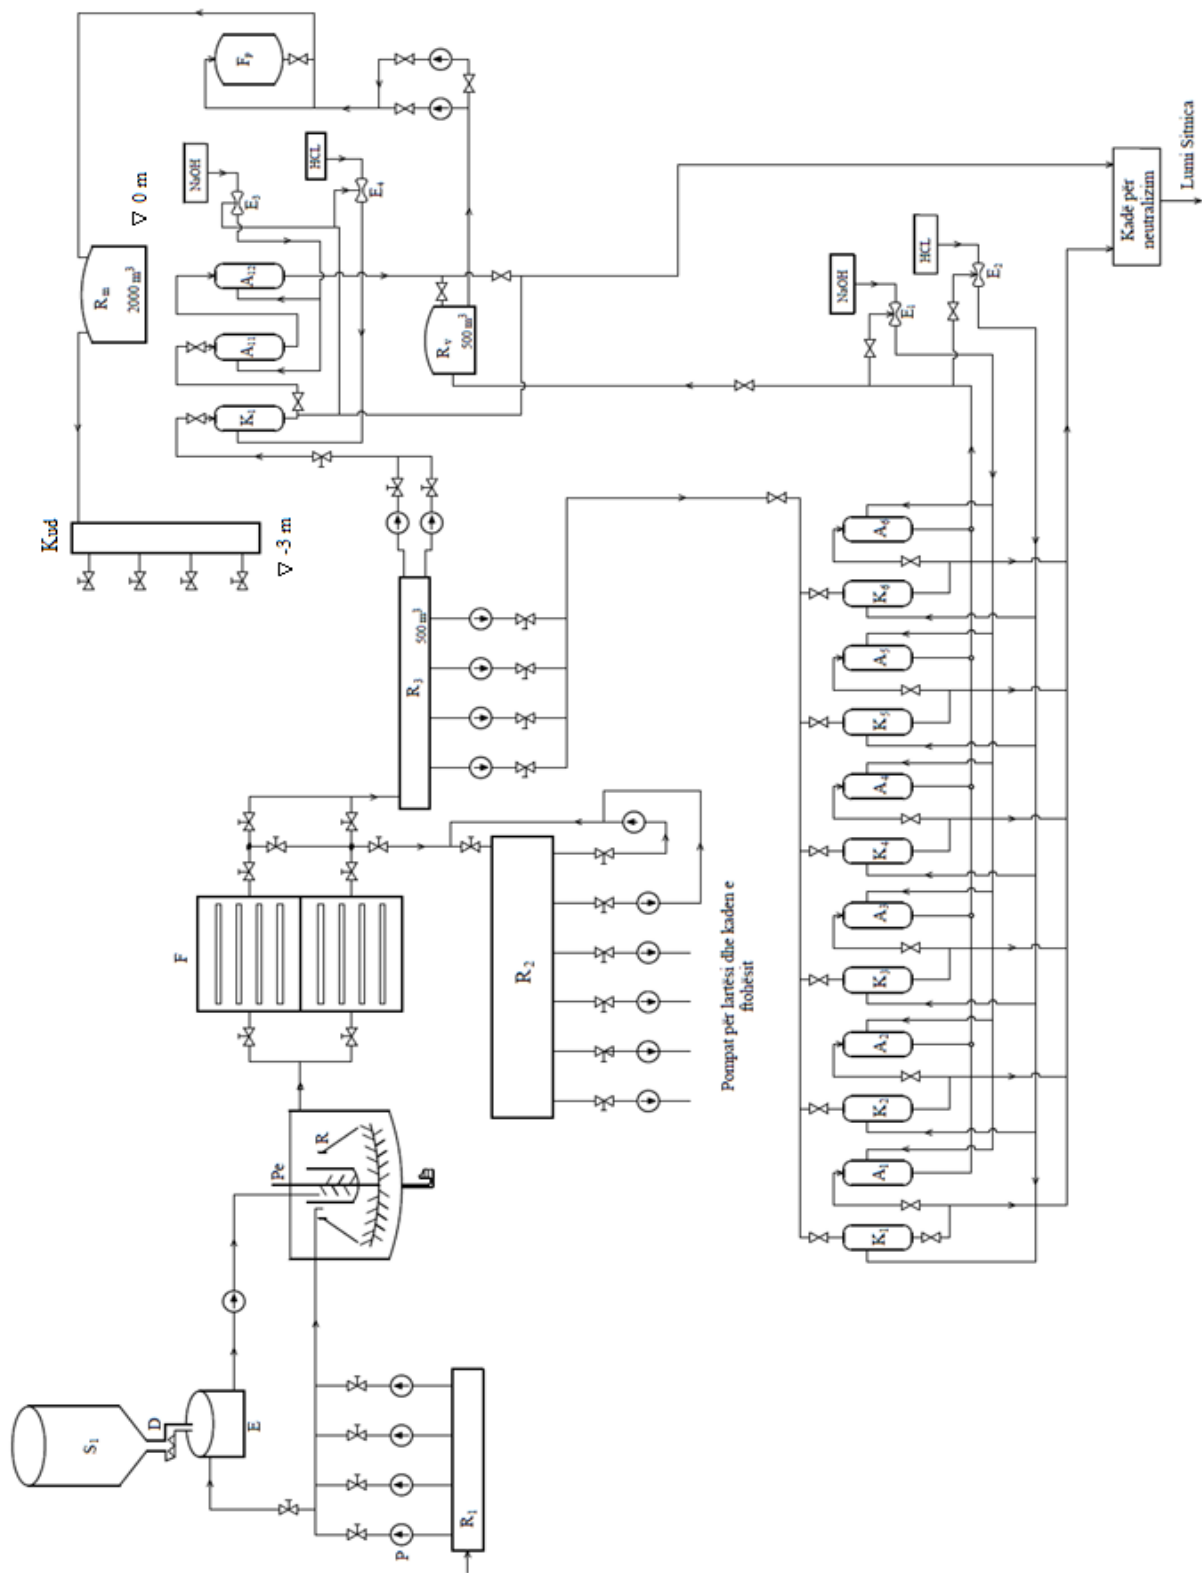 S1
D
E
P
R1
Pe
R
F
R2
Pompat për lartësi dhe kaden e
ftohësit
R3
500 m³
Kud
▽ -3 m
Rm
2000 m³
▽ 0 m
K1
A11
A12
NaOH
E3
HCL
E4
Fp
Rv
500 m³
K1
A1
K2
A2
K3
A3
K4
A4
K5
A5
K6
A6
NaOH
E1
HCL
E2
Kadë për
neutralizim
Lumi Sitnica